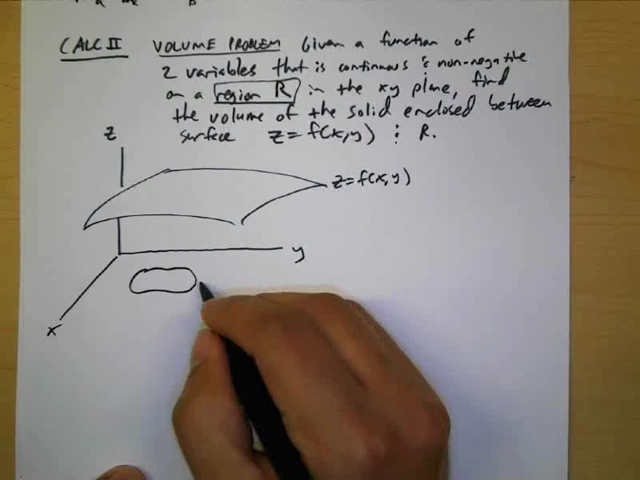 CALC II VOLUME PROBLEM Given a function of
2 variables that is continuous & non-negative
on a region R in the xy plane, find
the volume of the solid enclosed between
surface z=f(x,y) & R.
z
z=f(x,y)
y
x